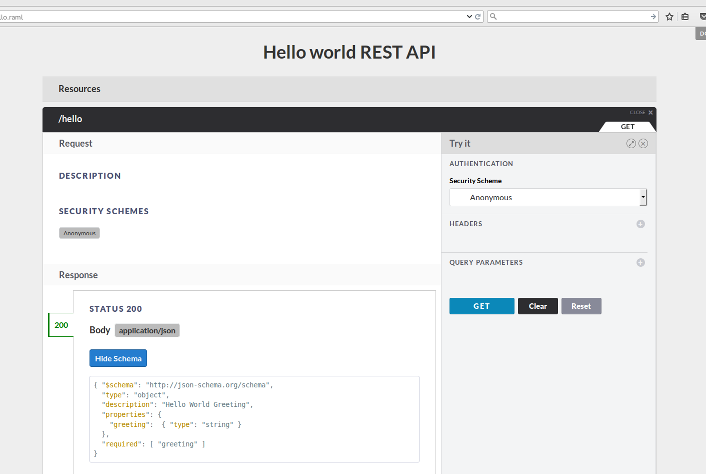 lo.raml
Hello world REST API
Resources
/hello
CLOSE ×
GET
Request
DESCRIPTION
SECURITY SCHEMES
Anonymous
Response
200
STATUS 200
Body application/json
Hide Schema
{ "$schema": "http://json-schema.org/schema",
"type": "object",
"description": "Hello World Greeting",
"properties": {
"greeting": { "type": "string" }
},
"required": [ "greeting" ]
}
Try it
AUTHENTICATION
Security Scheme
Anonymous
HEADERS
QUERY PARAMETERS
GET Clear Reset